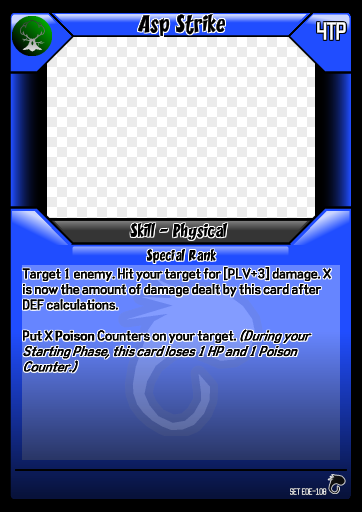 Asp Strike
4TP
Skill - Physical
Special Rank
Target 1 enemy. Hit your target for [PLV+3] damage. X
is now the amount of damage dealt by this card after
DEF calculations.
Put X Poison Counters on your target. (During your
Starting Phase, this card loses 1 HP and 1 Poison
Counter.)
SET EOE-108